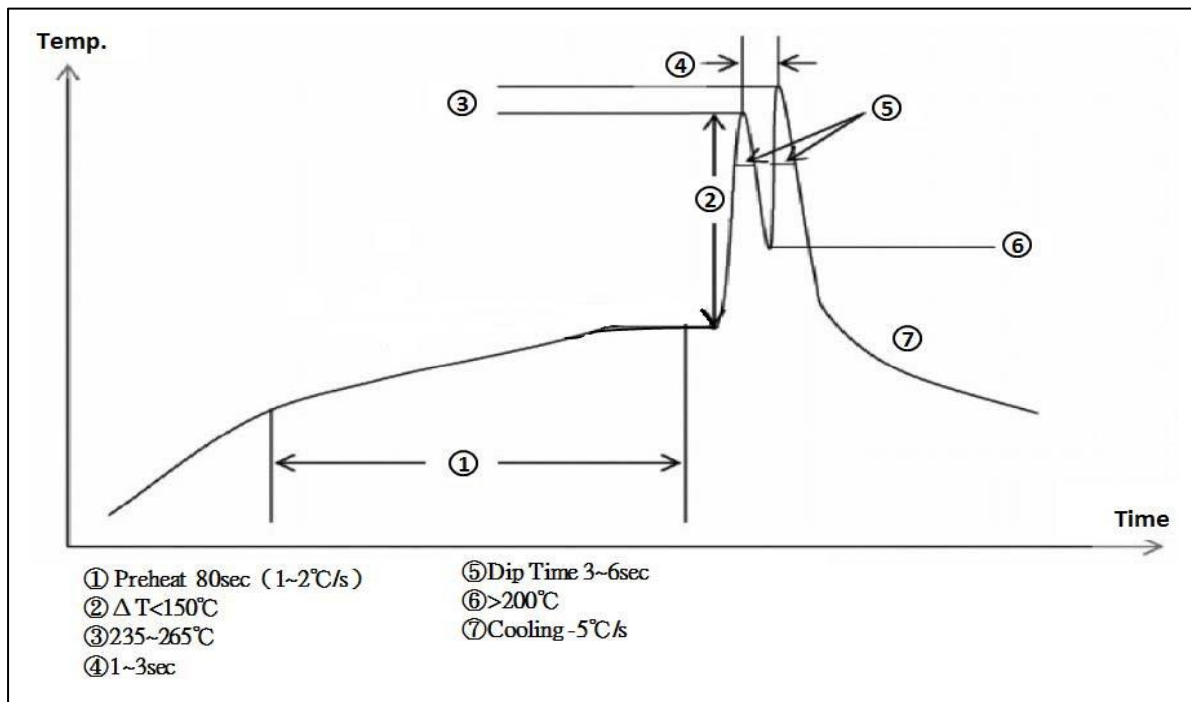 Temp.
④
③
⑤
②
⑥
⑦
①
Time
① Preheat 80sec（1~2℃/s）
②ΔT<150℃
③235~265℃
④1~3sec
⑤Dip Time 3~6sec
⑥>200℃
⑦Cooling -5℃/s